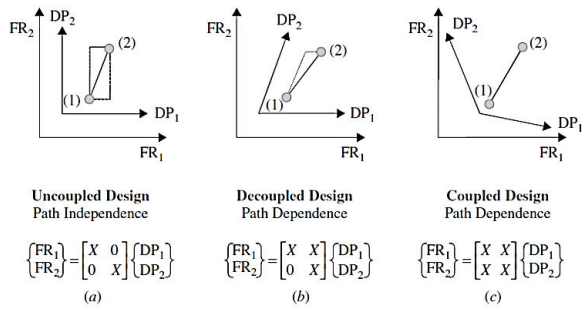 FR₂ DP₂ (2) (1) DP₁ FR₁
FR₂ DP₂ (2) (1) DP₁ FR₁
FR₂ DP₂ (2) (1) DP₁ FR₁
Uncoupled Design
Path Independence
{FR₁ FR₂} = [X 0 0 X] {DP₁ DP₂}
(a)
Decoupled Design
Path Dependence
{FR₁ FR₂} = [X X 0 X] {DP₁ DP₂}
(b)
Coupled Design
Path Dependence
{FR₁ FR₂} = [X X X X] {DP₁ DP₂}
(c)